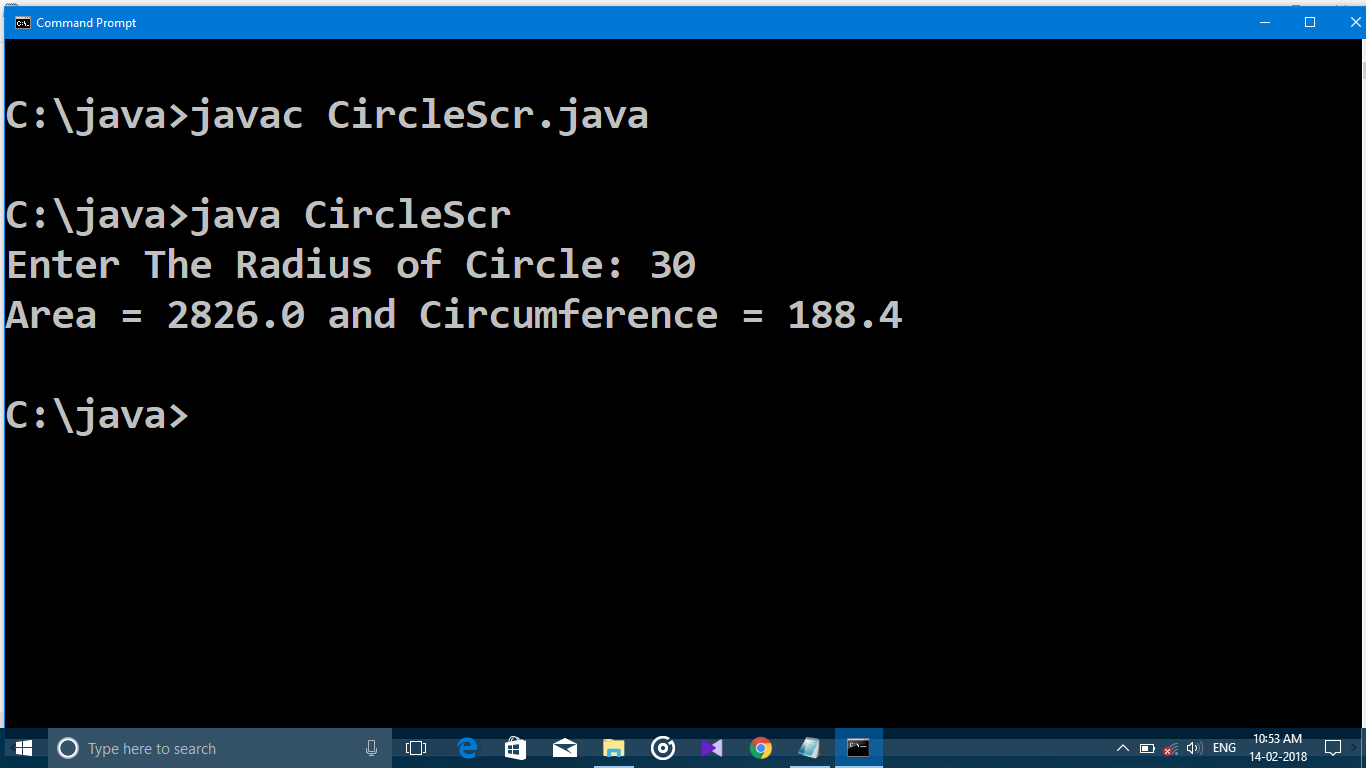 Command Prompt
C:\java>javac CircleScr.java
C:\java>java CircleScr
Enter The Radius of Circle: 30
Area = 2826.0 and Circumference = 188.4
C:\java>
Type here to search
ENG
10:53 AM
14-02-2018